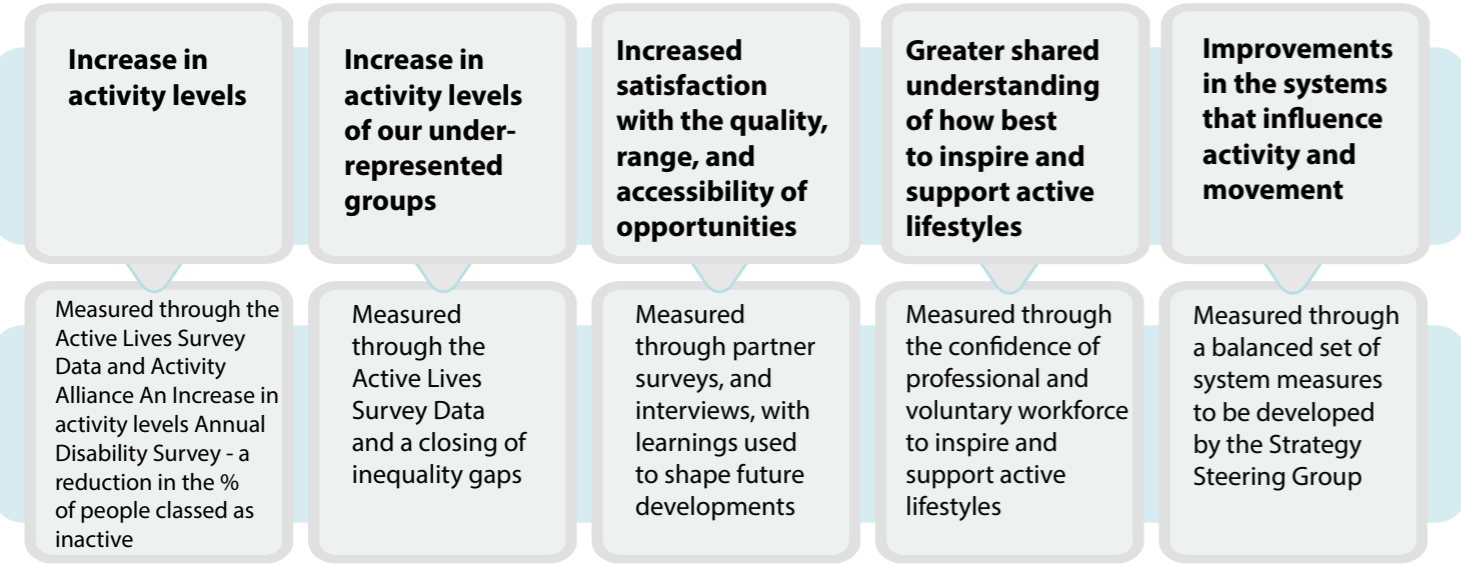 Increase in
activity levels
Measured through the
Active Lives Survey
Data and Activity
Alliance An Increase in
activity levels Annual
Disability Survey - a
reduction in the %
of people classed as
inactive
Increase in
activity levels
of our under-
represented
groups
Measured
through the
Active Lives
Survey Data
and a closing of
inequality gaps
Increased
satisfaction
with the quality,
range, and
accessibility of
opportunities
Measured
through partner
surveys, and
interviews, with
learnings used
to shape future
developments
Greater shared
understanding
of how best
to inspire and
support active
lifestyles
Measured through
the confidence of
professional and
voluntary workforce
to inspire and
support active
lifestyles
Improvements
in the systems
that influence
activity and
movement
Measured through
a balanced set of
system measures
to be developed
by the Strategy
Steering Group